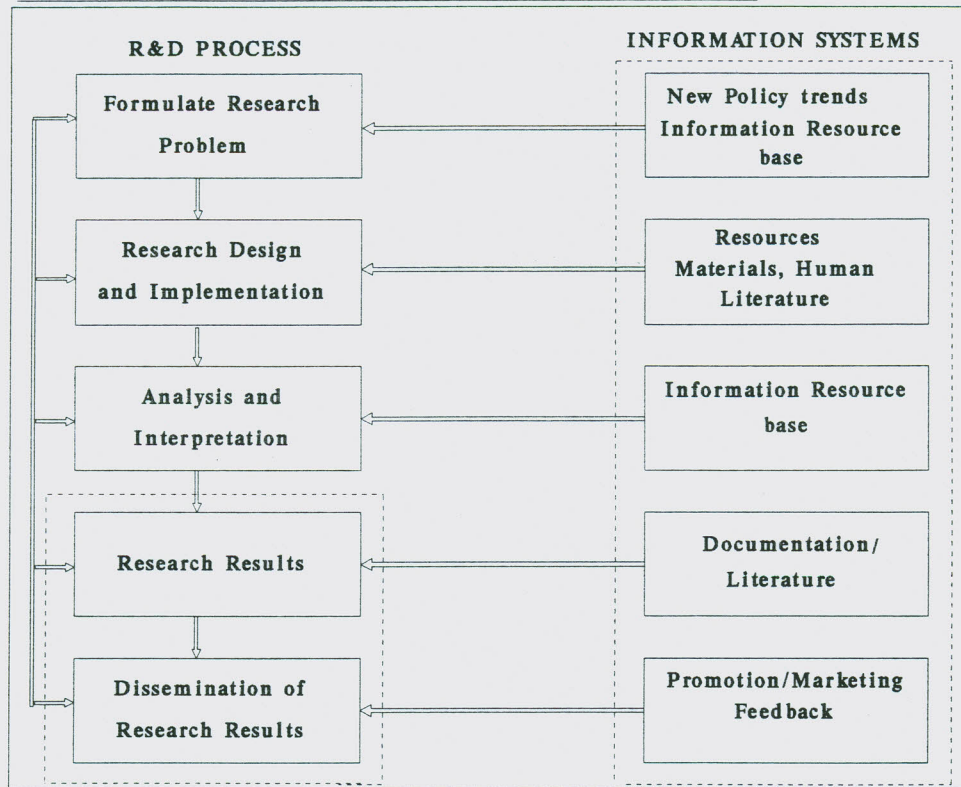 R&D PROCESS
INFORMATION SYSTEMS
Formulate Research
Problem
New Policy trends
Information Resource
base
Research Design
and Implementation
Resources
Materials, Human
Literature
Analysis and
Interpretation
Information Resource
base
Research Results
Documentation/
Literature
Dissemination of
Research Results
Promotion/Marketing
Feedback